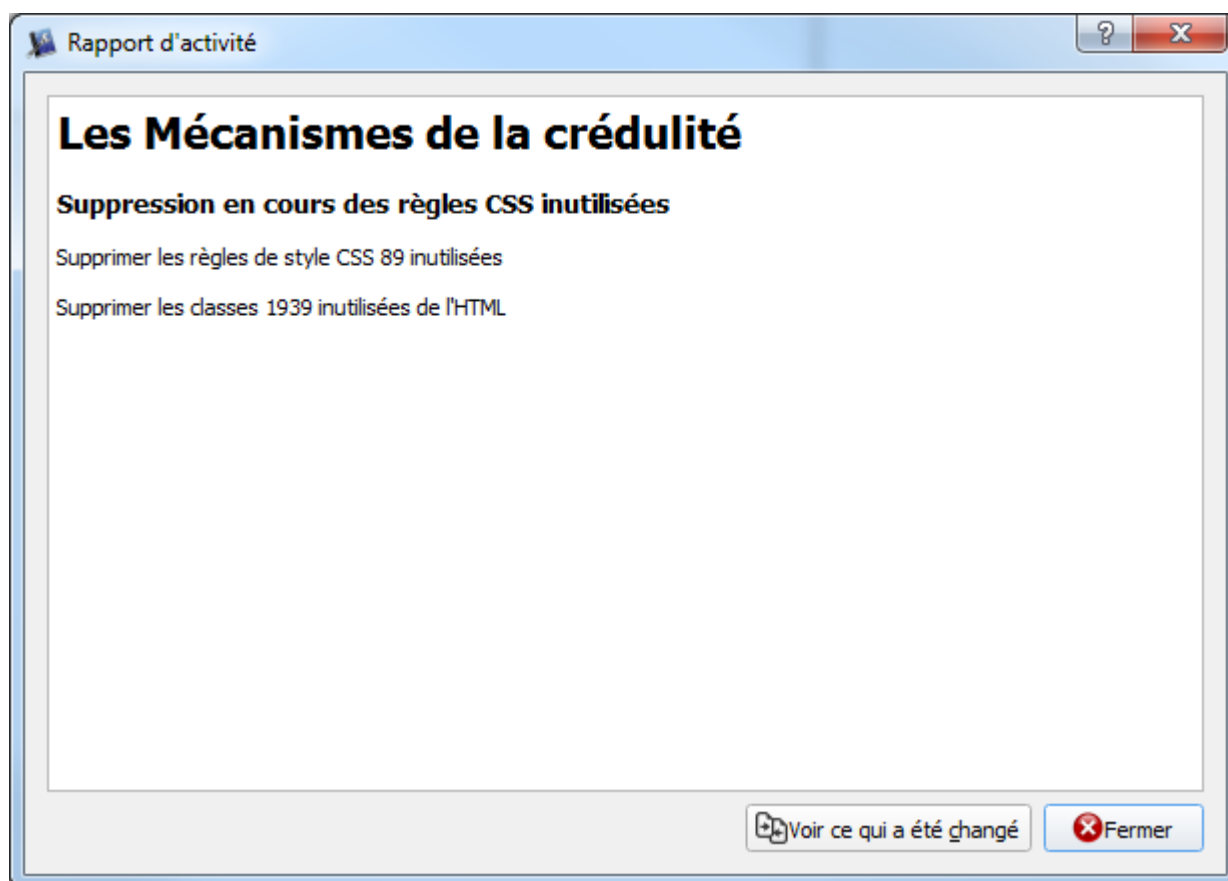 Rapport d'activité
Les Mécanismes de la crédulité
Suppression en cours des règles CSS inutilisées
Supprimer les règles de style CSS 89 inutilisées
Supprimer les classes 1939 inutilisées de l'HTML
Voir ce qui a été changé
Fermer